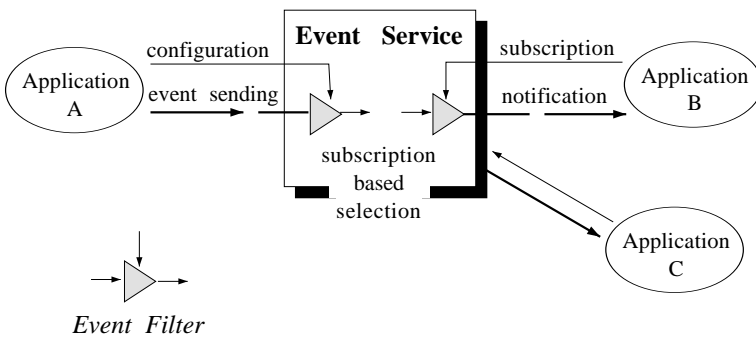 Event Service
configuration
subscription
Application
A
Application
B
event sending
notification
subscription
based
selection
Application
C
Event Filter